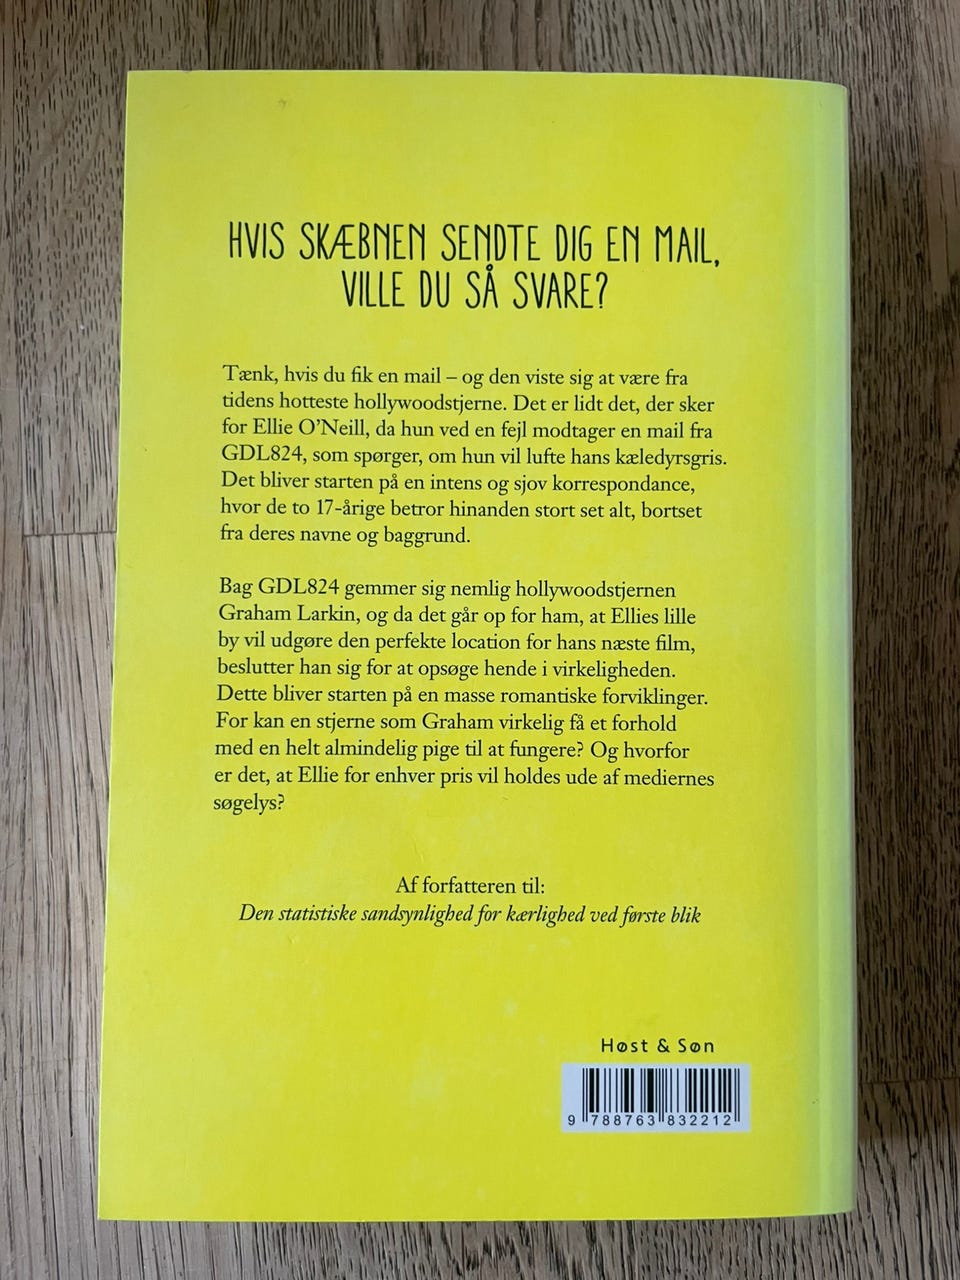 HVIS SKÆBNEN SENDTE DIG EN MAIL,
VILLE DU SÅ SVARE?
Tænk, hvis du fik en mail – og den viste sig at være fra
tidens hotteste hollywoodstjerne. Det er lidt det, der sker
for Ellie O'Neill, da hun ved en fejl modtager en mail fra
GDL824, som spørger, om hun vil lufte hans kæledyrsgris.
Det bliver starten på en intens og sjov korrespondance,
hvor de to 17-årige betror hinanden stort set alt, bortset
fra deres navne og baggrund.
Bag GDL824 gemmer sig nemlig hollywoodstjernen
Graham Larkin, og da det går op for ham, at Ellies lille
by vil udgøre den perfekte location for hans næste film,
beslutter han sig for at opsøge hende i virkeligheden.
Dette bliver starten på en masse romantiske forviklinger.
For kan en stjerne som Graham virkelig få et forhold
med en helt almindelig pige til at fungere? Og hvorfor
er det, at Ellie for enhver pris vil holdes ude af mediernes
søgelys?
Af forfatteren til:
Den statistiske sandsynlighed for kærlighed ved første blik
Høst & Søn
9 788763 832212